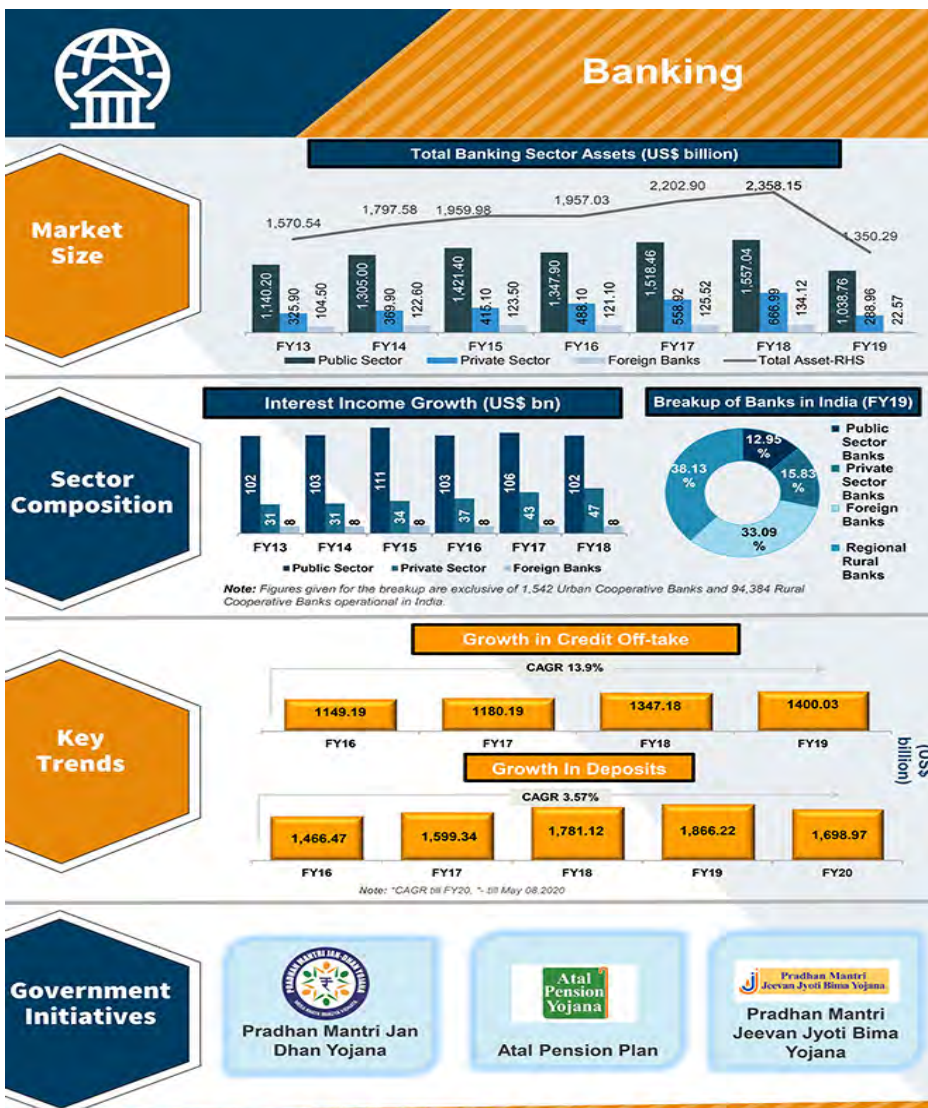 Banking
Market
Size
Total Banking Sector Assets (US$ billion)
1,570.54
1,797.58
1,959.98
1,957.03
2,202.90
2,358.15
1,350.29
1,140.20
325.90
104.50
1,305.00
369.90
122.60
1,421.40
415.10
123.50
1,347.90
488.10
121.10
1,518.46
558.92
125.52
1,557.04
666.99
134.12
1,038.76
288.96
22.57
FY13 FY14 FY15 FY16 FY17 FY18 FY19
Public Sector Private Sector Foreign Banks Total Asset-RHS
Sector
Composition
Interest Income Growth (US$ bn)
102
31
8
103
31
8
111
34
8
103
37
8
106
43
8
102
47
8
FY13 FY14 FY15 FY16 FY17 FY18
Public Sector Private Sector Foreign Banks
Breakup of Banks in India (FY19)
12.95
%
15.83
%
33.09
%
38.13
%
Public
Sector
Banks
Private
Sector
Banks
Foreign
Banks
Regional
Rural
Banks
Note: Figures given for the breakup are exclusive of 1,542 Urban Cooperative Banks and 94,384 Rural
Cooperative Banks operational in India.
Key
Trends
Growth in Credit Off-take
CAGR 13.9%
1149.19 1180.19 1347.18 1400.03
FY16 FY17 FY18 FY19
(US$
billion)
Growth In Deposits
CAGR 3.57%
1,466.47 1,599.34 1,781.12 1,866.22 1,698.97
FY16 FY17 FY18 FY19 FY20
Note: "CAGR till FY20, "- till May 08.2020
Government
Initiatives
PRADHAN MANTRI JAN-DHAN YOJANA
Pradhan Mantri Jan
Dhan Yojana
Atal
Pension
Yojana
Atal Pension Plan
Pradhan Mantri
Jeevan Jyoti Bima Yojana
Pradhan Mantri
Jeevan Jyoti Bima
Yojana